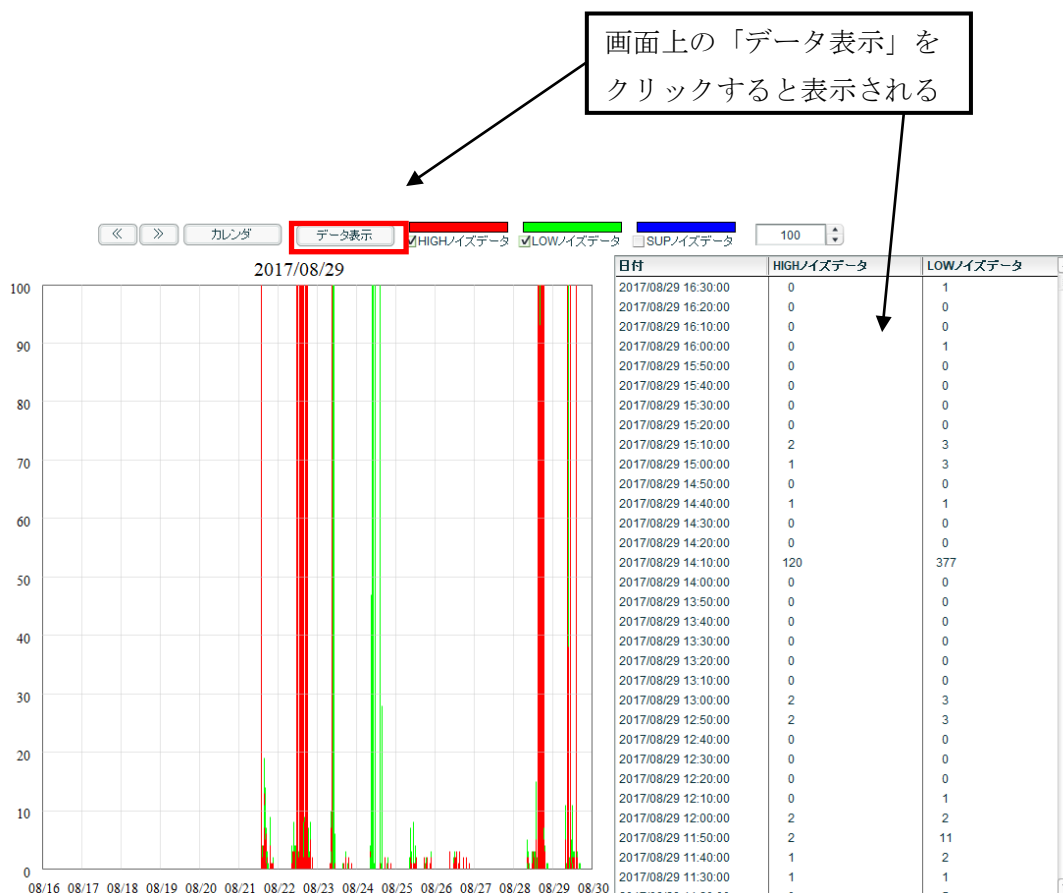 画面上の「データ表示」を
クリックすると表示される
≪ ≫ カレンダ データ表示 HIGHノイズデータ LOWノイズデータ SUPノイズデータ 100
2017/08/29
100
90
80
70
60
50
40
30
20
10
0
08/16 08/17 08/18 08/19 08/20 08/21 08/22 08/23 08/24 08/25 08/26 08/27 08/28 08/29 08/30
日付 HIGHノイズデータ LOWノイズデータ
2017/08/29 16:30:00 0 1
2017/08/29 16:20:00 0 0
2017/08/29 16:10:00 0 0
2017/08/29 16:00:00 0 1
2017/08/29 15:50:00 0 0
2017/08/29 15:40:00 0 0
2017/08/29 15:30:00 0 0
2017/08/29 15:20:00 0 0
2017/08/29 15:10:00 2 3
2017/08/29 15:00:00 1 3
2017/08/29 14:50:00 0 0
2017/08/29 14:40:00 1 1
2017/08/29 14:30:00 0 0
2017/08/29 14:20:00 0 0
2017/08/29 14:10:00 120 377
2017/08/29 14:00:00 0 0
2017/08/29 13:50:00 0 0
2017/08/29 13:40:00 0 0
2017/08/29 13:30:00 0 0
2017/08/29 13:20:00 0 0
2017/08/29 13:10:00 0 0
2017/08/29 13:00:00 2 3
2017/08/29 12:50:00 2 3
2017/08/29 12:40:00 0 0
2017/08/29 12:30:00 0 0
2017/08/29 12:20:00 0 0
2017/08/29 12:10:00 0 1
2017/08/29 12:00:00 2 2
2017/08/29 11:50:00 2 11
2017/08/29 11:40:00 1 2
2017/08/29 11:30:00 1 1